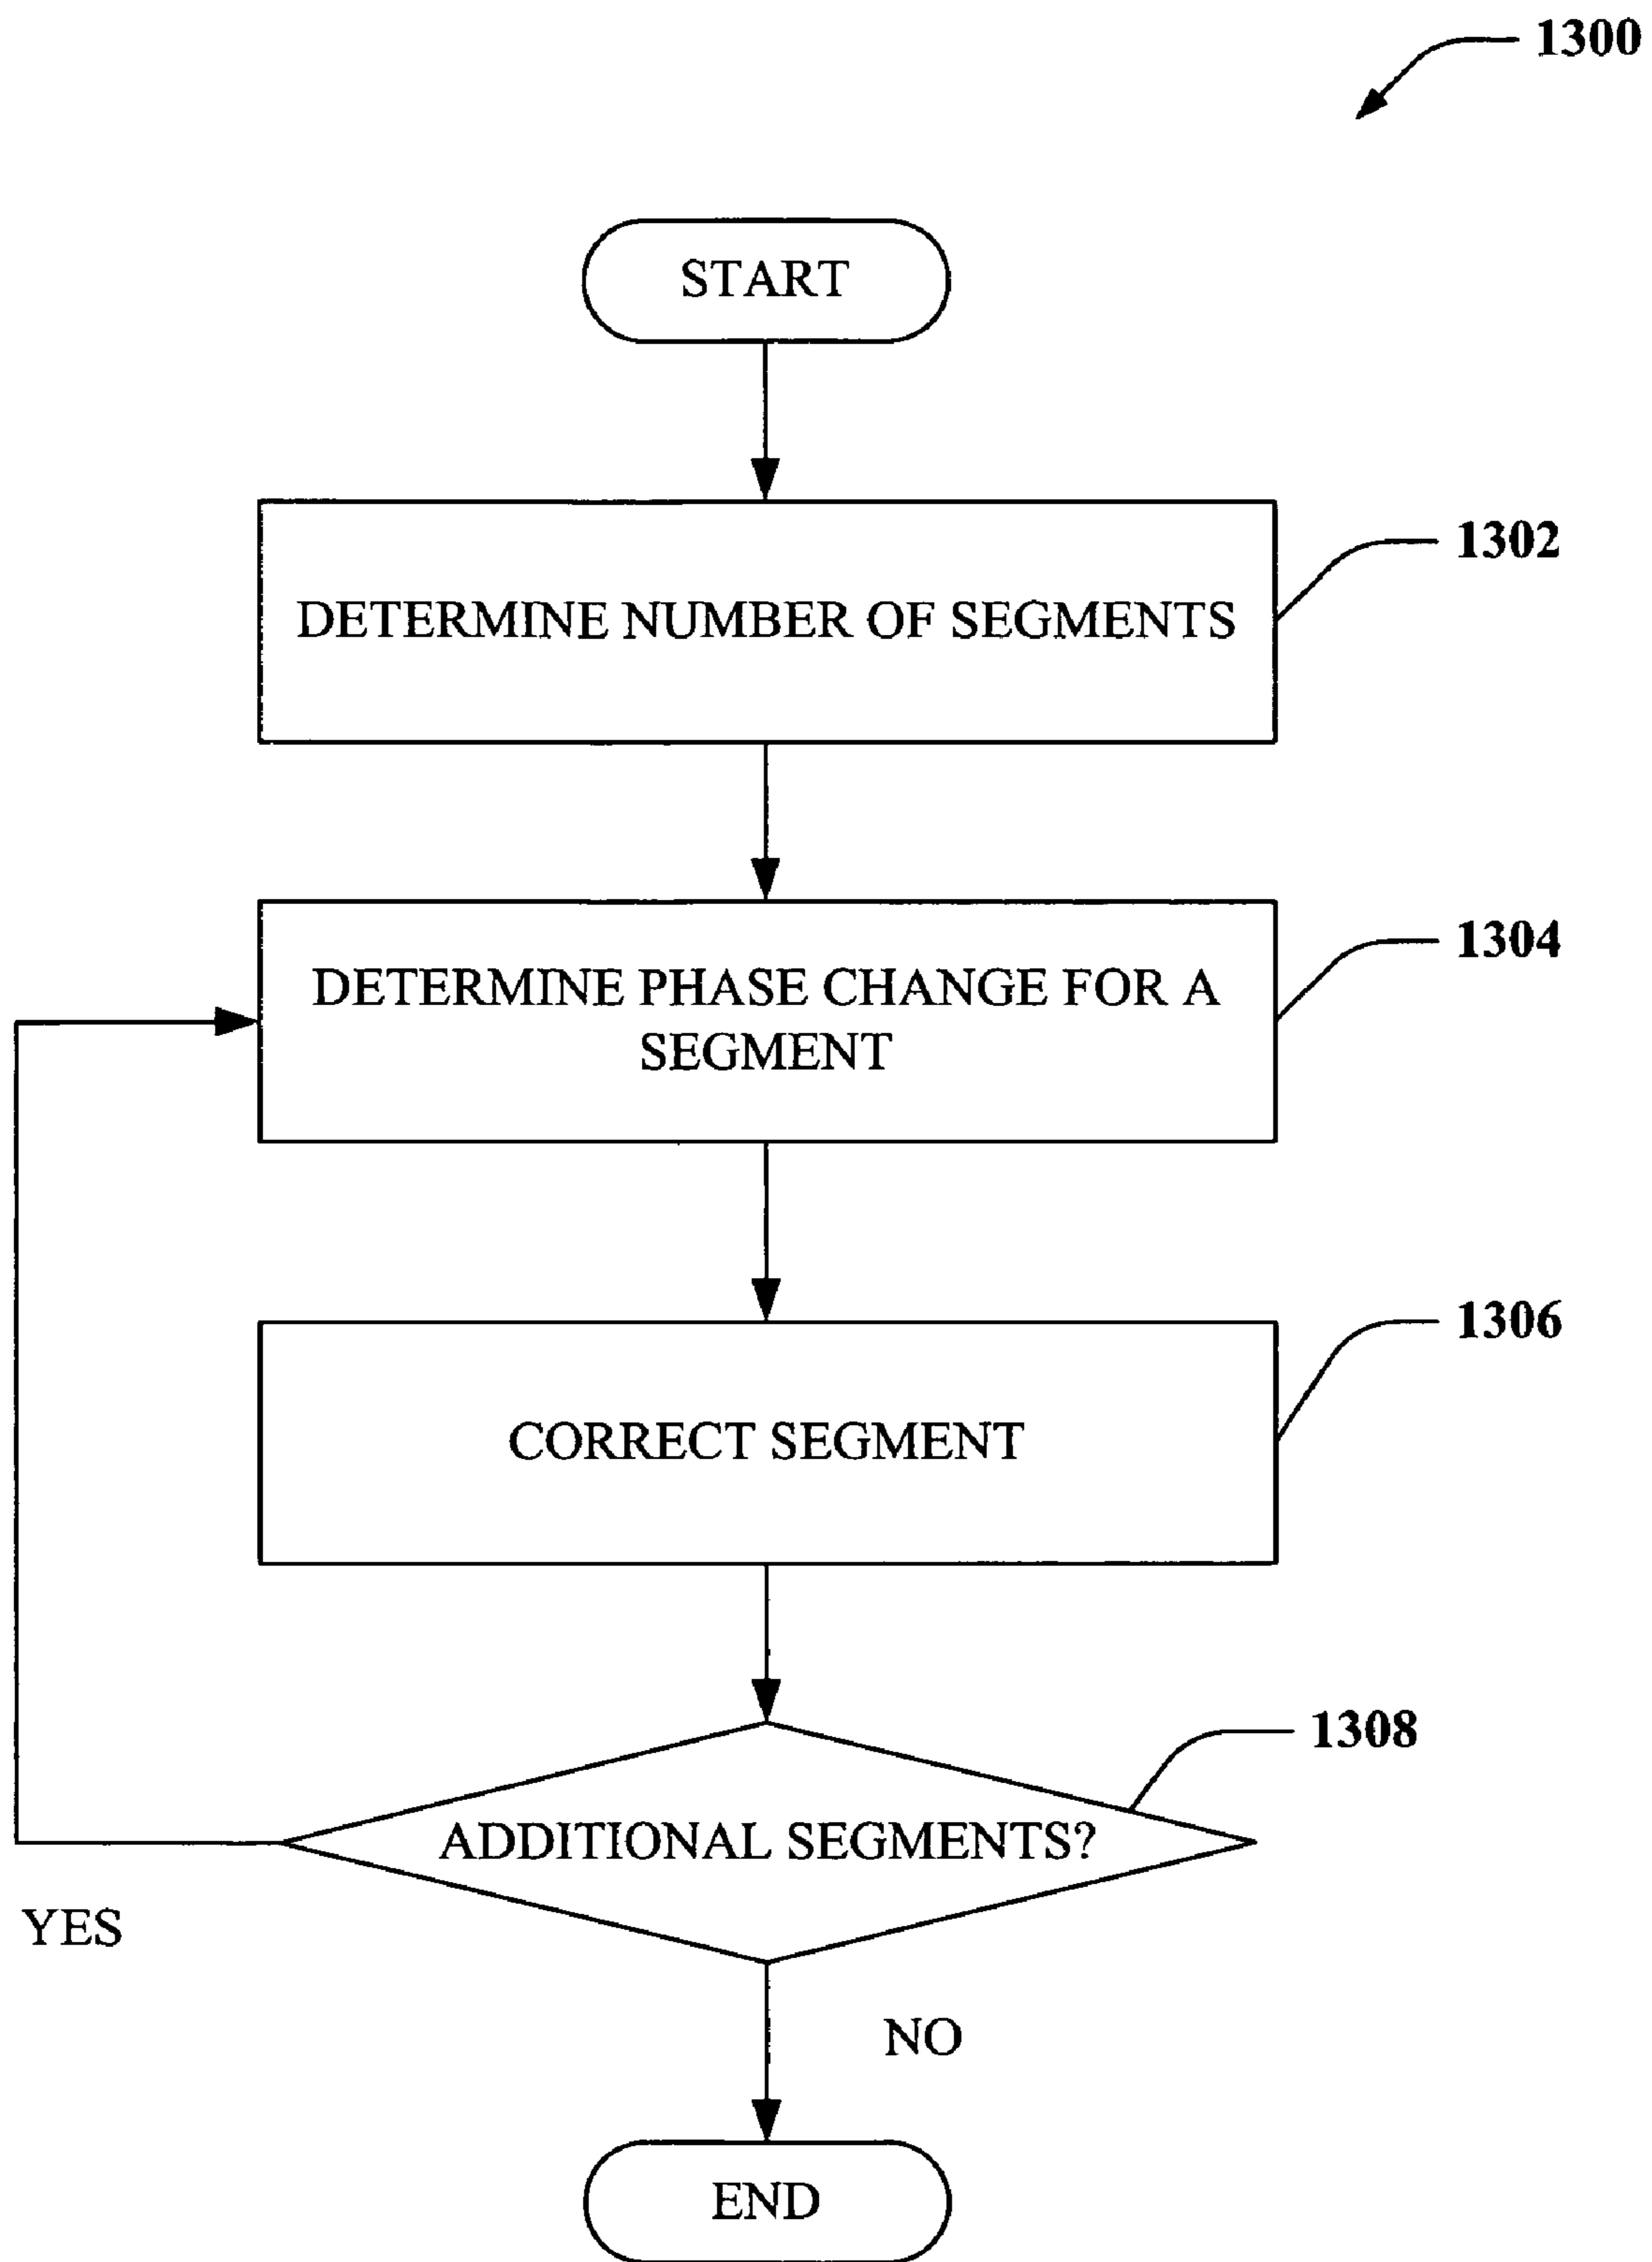 1300
START
1302
DETERMINE NUMBER OF SEGMENTS
1304
DETERMINE PHASE CHANGE FOR A
SEGMENT
1306
CORRECT SEGMENT
1308
ADDITIONAL SEGMENTS?
YES
NO
END